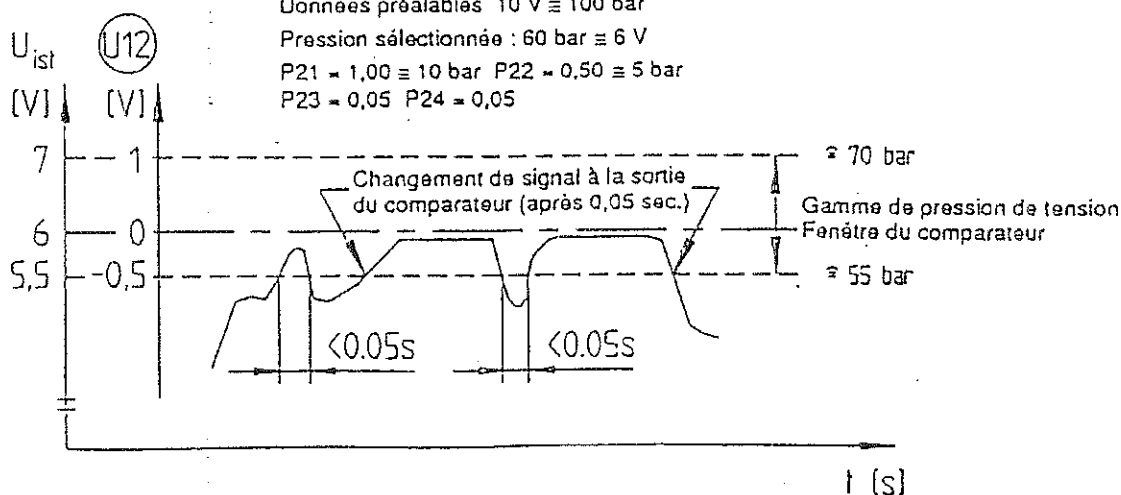 Données préalables 10 V ≡ 100 bar
U_ist U12
Pression sélectionnée : 60 bar ≡ 6 V
P21 = 1,00 ≡ 10 bar P22 = 0,50 ≡ 5 bar
[V] [V]
P23 = 0,05 P24 = 0,05
7 1 ≙ 70 bar
Changement de signal à la sortie
du comparateur (après 0,05 sec.)
Gamme de pression de tension
6 0 Fenêtre du comparateur
5,5 -0,5 ≙ 55 bar
<0.05s <0.05s
t [s]